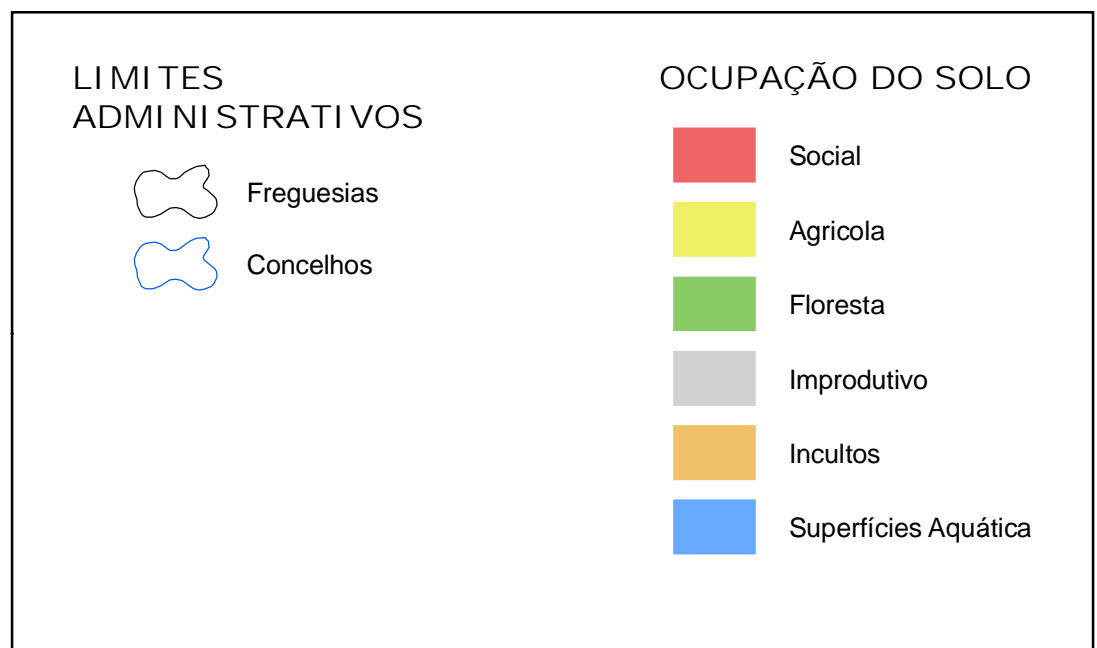 LIMITES
ADMINISTRATIVOS
Freguesias
Concelhos
OCUPAÇÃO DO SOLO
Social
Agricola
Floresta
Improdutivo
Incultos
Superfícies Aquática